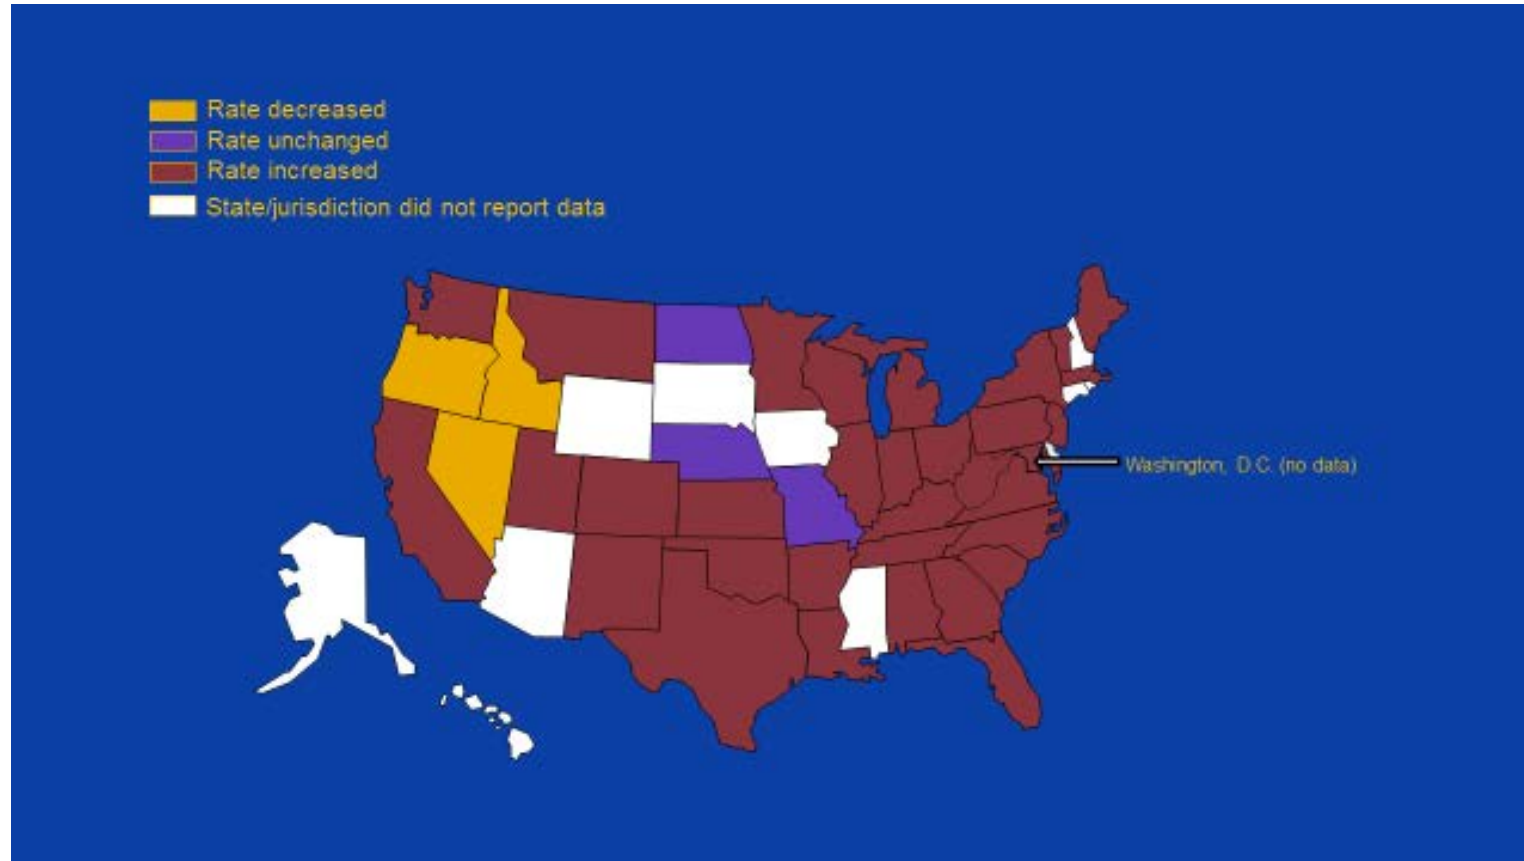 Rate decreased
Rate unchanged
Rate increased
State/jurisdiction did not report data
Washington, D.C. (no data)